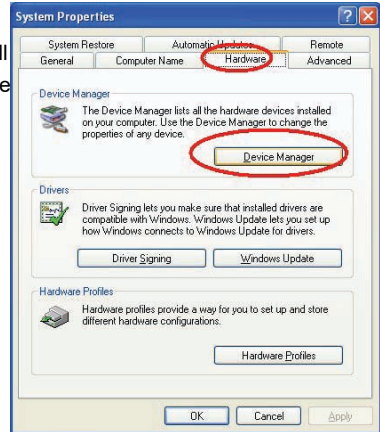 System Properties
System Restore Automatic Updates Remote
General Computer Name Hardware Advanced
ll
e
Device Manager
The Device Manager lists all the hardware devices installed
on your computer. Use the Device Manager to change the
properties of any device.
Device Manager
Drivers
Driver Signing lets you make sure that installed drivers are
compatible with Windows. Windows Update lets you set up
how Windows connects to Windows Update for drivers.
Driver Signing Windows Update
Hardware Profiles
Hardware profiles provide a way for you to set up and store
different hardware configurations.
Hardware Profiles
OK Cancel Apply